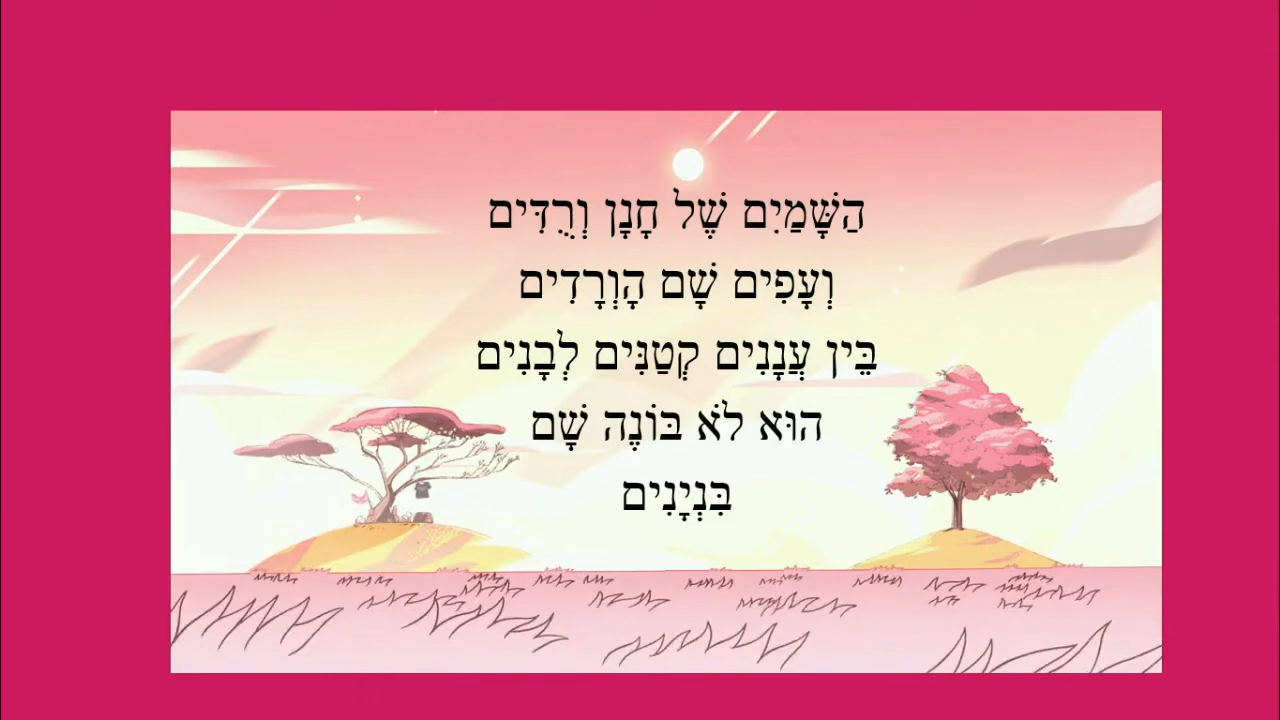 הַשָּׁמַיִם שֶׁל חָנָן וְרֻדִּים
וְעָפִים שָׁם הָוְרָדִים
בֵּין עֲנָנִים קְטַנִּים לְבָנִים
הוּא לֹא בּוֹנֶה שָׁם
בִּנְיָנִים